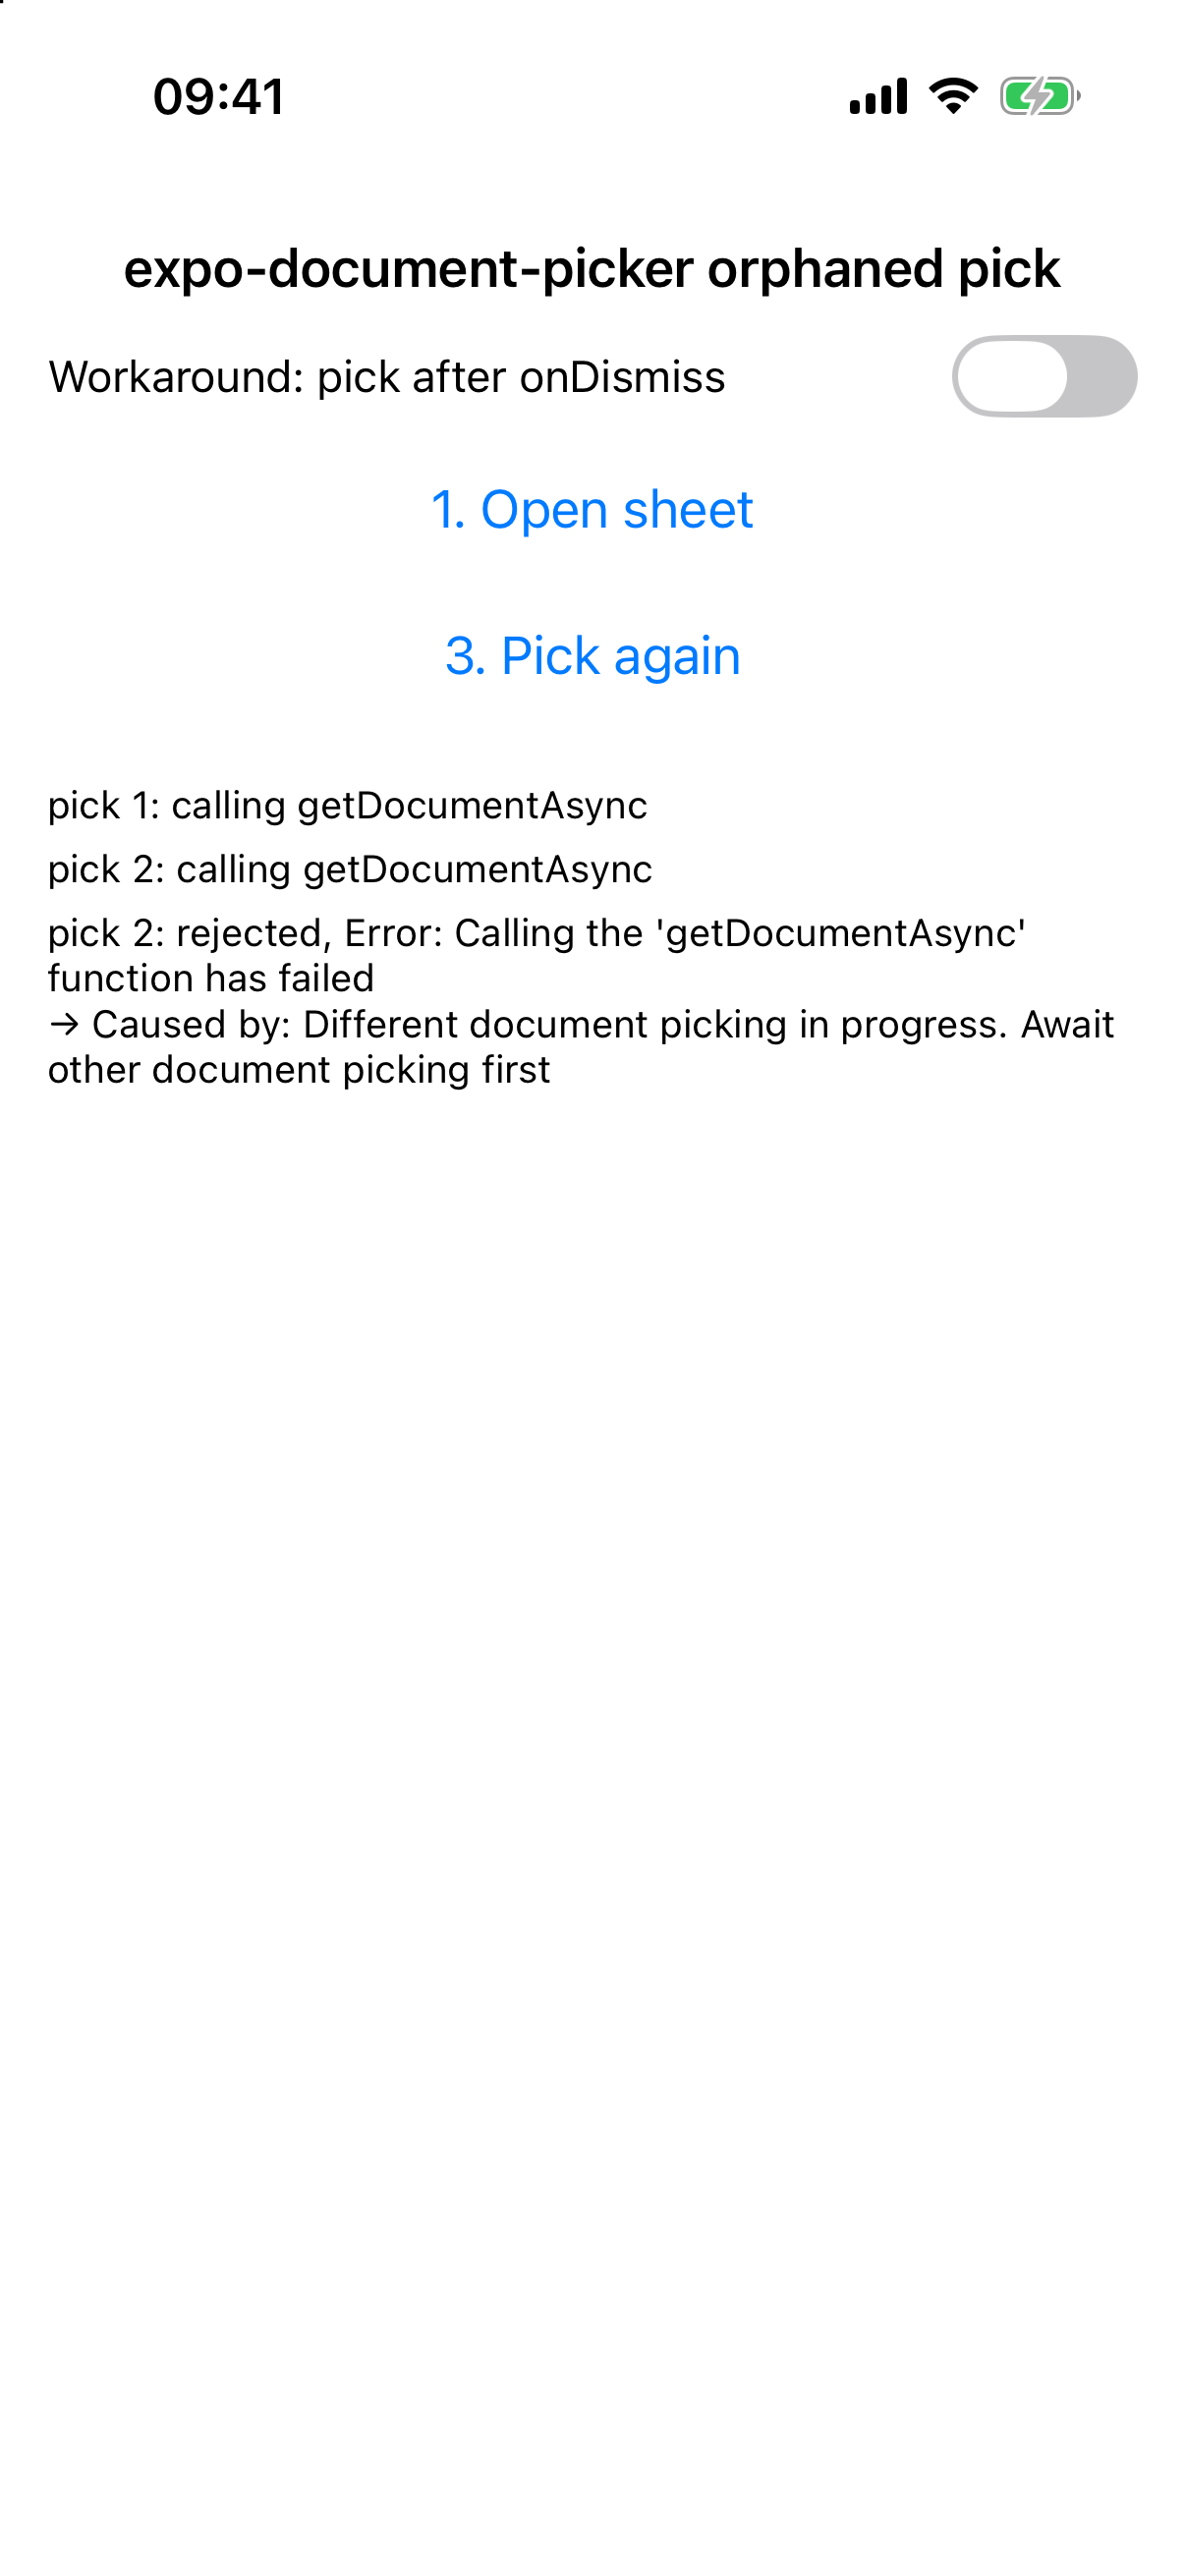 09:41
expo-document-picker orphaned pick
Workaround: pick after onDismiss
1. Open sheet
3. Pick again
pick 1: calling getDocumentAsync
pick 2: calling getDocumentAsync
pick 2: rejected, Error: Calling the 'getDocumentAsync'
function has failed
→ Caused by: Different document picking in progress. Await
other document picking first